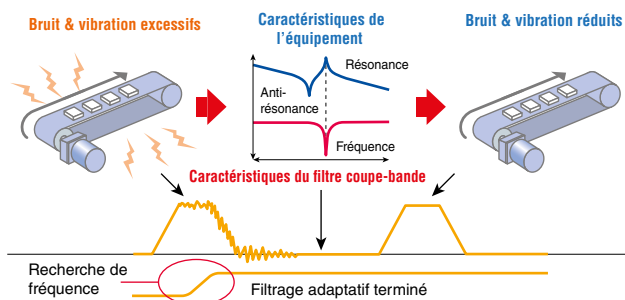 Bruit & vibration excessifs
Caractéristiques de
l'équipement
Bruit & vibration réduits
Résonance
Anti-
résonance
Fréquence
Caractéristiques du filtre coupe-bande
Recherche de
fréquence
Filtrage adaptatif terminé